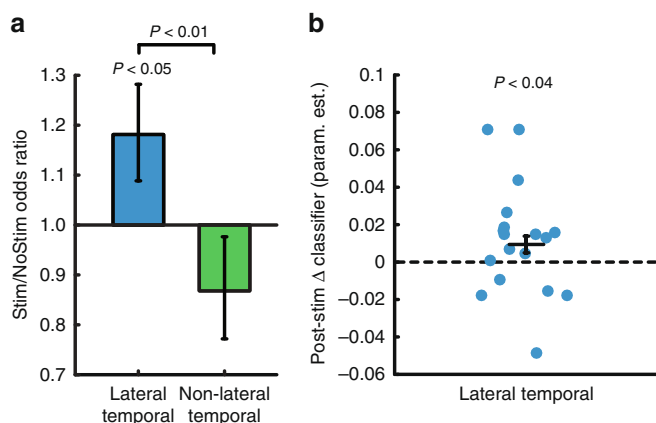 a
P < 0.01
P < 0.05
Stim/NoStim odds ratio
1.3
1.2
1.1
1.0
0.9
0.8
0.7
Lateral
temporal
Non-lateral
temporal
b
P < 0.04
Post-stim Δ classifier (param. est.)
0.1
0.08
0.06
0.04
0.02
0
–0.02
–0.04
–0.06
Lateral temporal